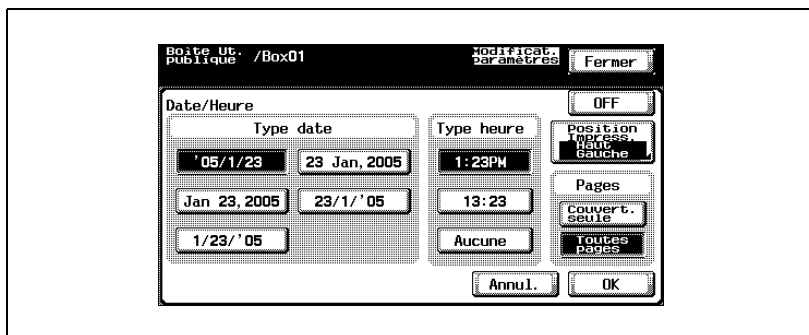 Boîte Ut.
publique /Box01
Modificat.
paramètres
Fermer
Date/Heure
OFF
Type date
Type heure
Position
Impress.
Haut
Gauche
'05/1/23
23 Jan,2005
1:23PM
Jan 23,2005
23/1/'05
13:23
Pages
Couvert.
seule
1/23/'05
Aucune
Toutes
pages
Annul.
OK